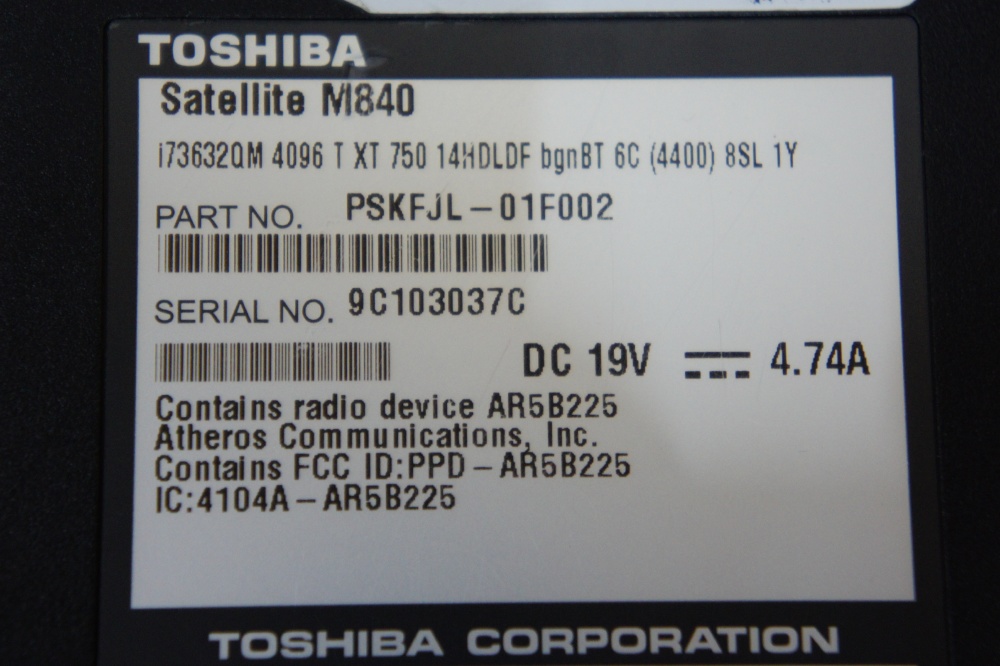 TOSHIBA
Satellite M840
i73632QM 4096 T XT 750 14HDLDF bgnBT 6C (4400) 8SL 1Y
PART NO. PSKFJL-01F002
SERIAL NO. 9C103037C
DC 19V ⎓ 4.74A
Contains radio device AR5B225
Atheros Communications, Inc.
Contains FCC ID:PPD-AR5B225
IC:4104A-AR5B225
TOSHIBA CORPORATION